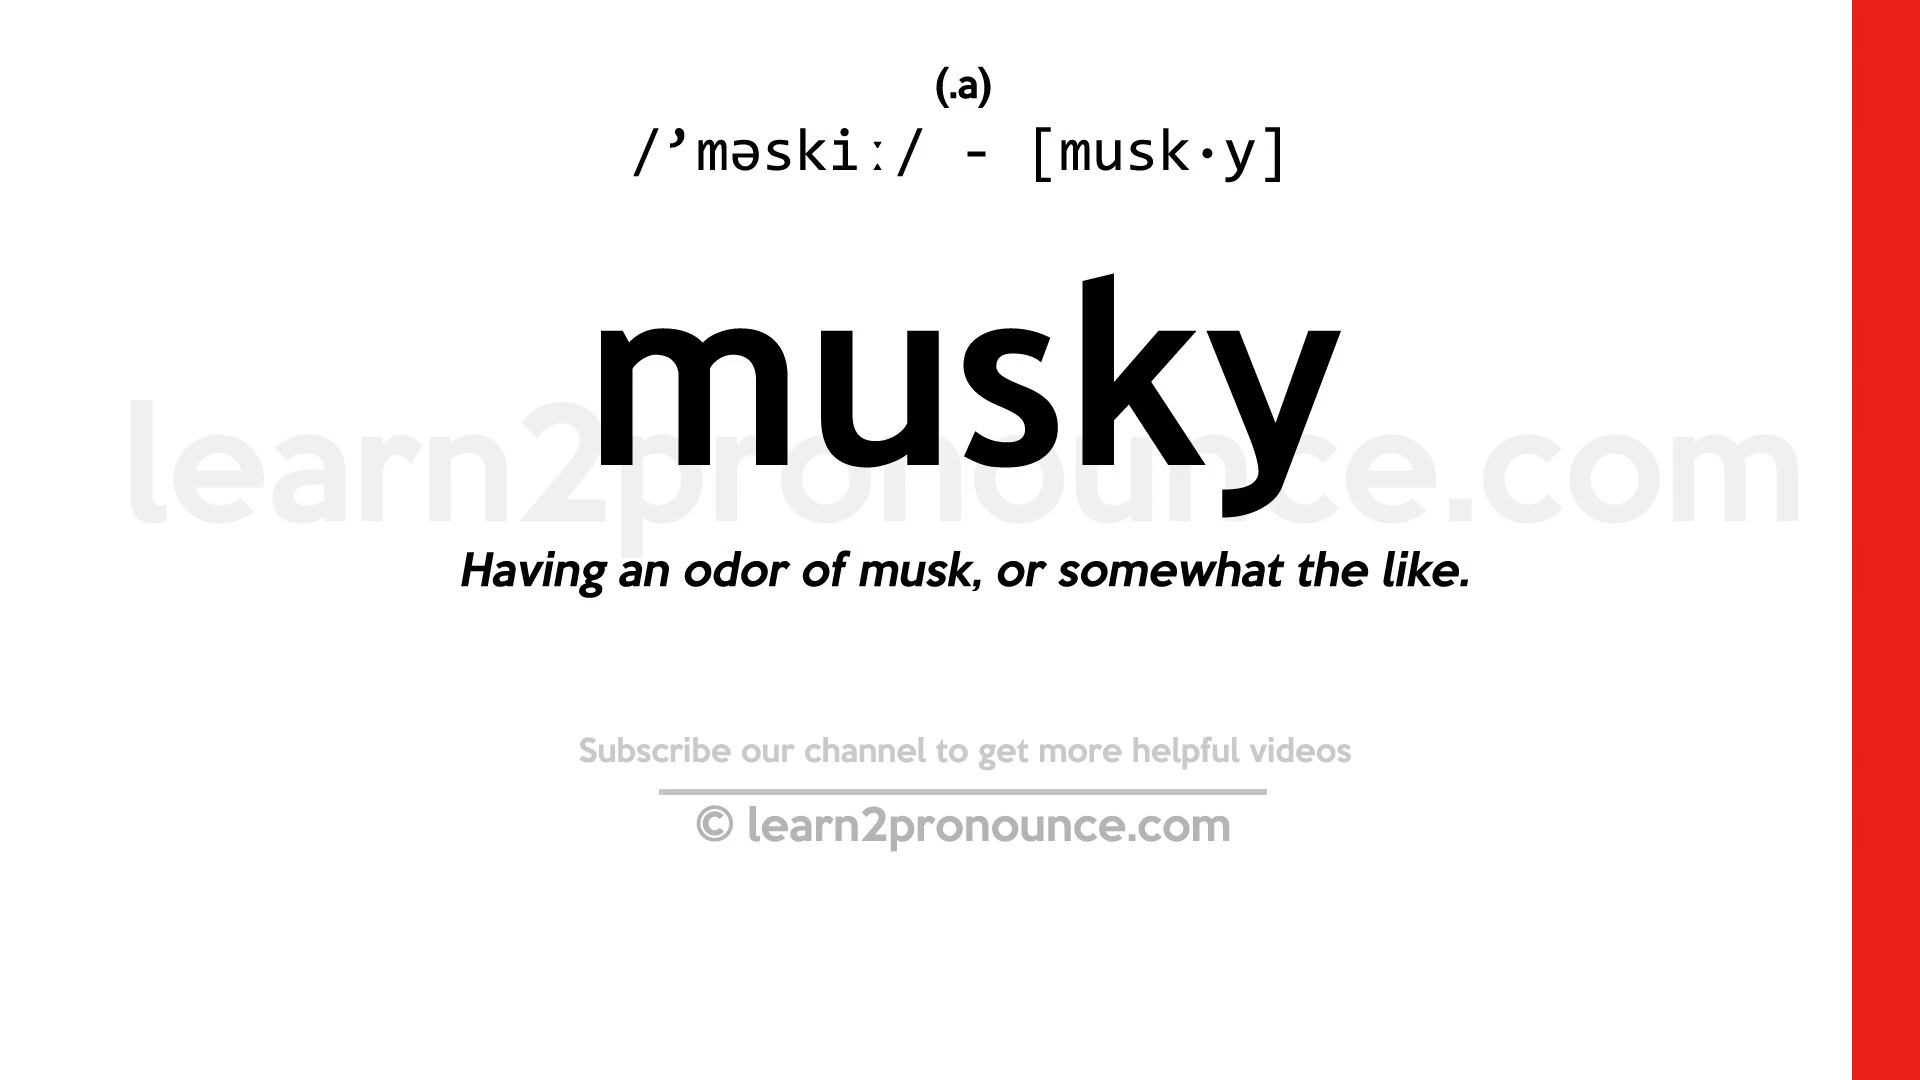 (.a)
/’məskiː/ - [musk·y]
musky
learn2pronounce.com
Having an odor of musk, or somewhat the like.
Subscribe our channel to get more helpful videos
© learn2pronounce.com